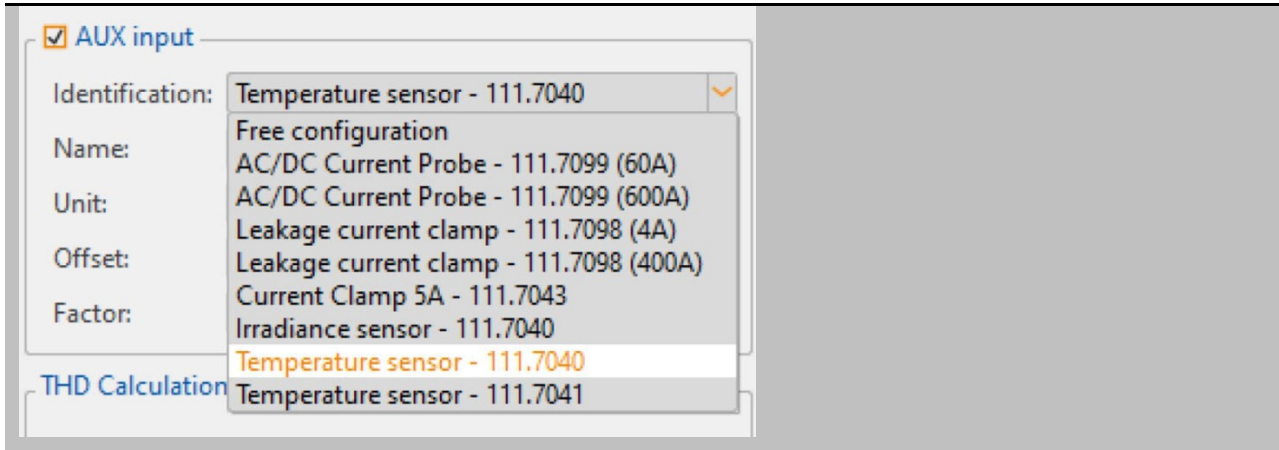 AUX input
Identification: Temperature sensor - 111.7040
Free configuration
Name:
AC/DC Current Probe - 111.7099 (60A)
Unit:
AC/DC Current Probe - 111.7099 (600A)
Leakage current clamp - 111.7098 (4A)
Offset:
Leakage current clamp - 111.7098 (400A)
Current Clamp 5A - 111.7043
Factor:
Irradiance sensor - 111.7040
Temperature sensor - 111.7040
THD Calculation
Temperature sensor - 111.7041